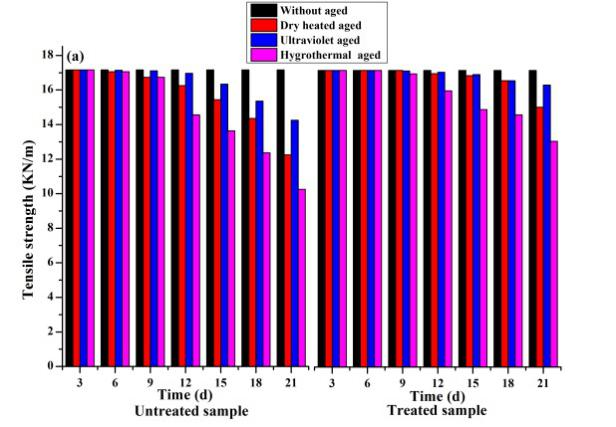 Without aged
Dry heated aged
Ultraviolet aged
Hygrothermal aged
(a)
18
16
14
12
10
8
6
4
2
0
Tensile strength (KN/m)
3 6 9 12 15 18 21 3 6 9 12 15 18 21
Time (d) Time (d)
Untreated sample Treated sample